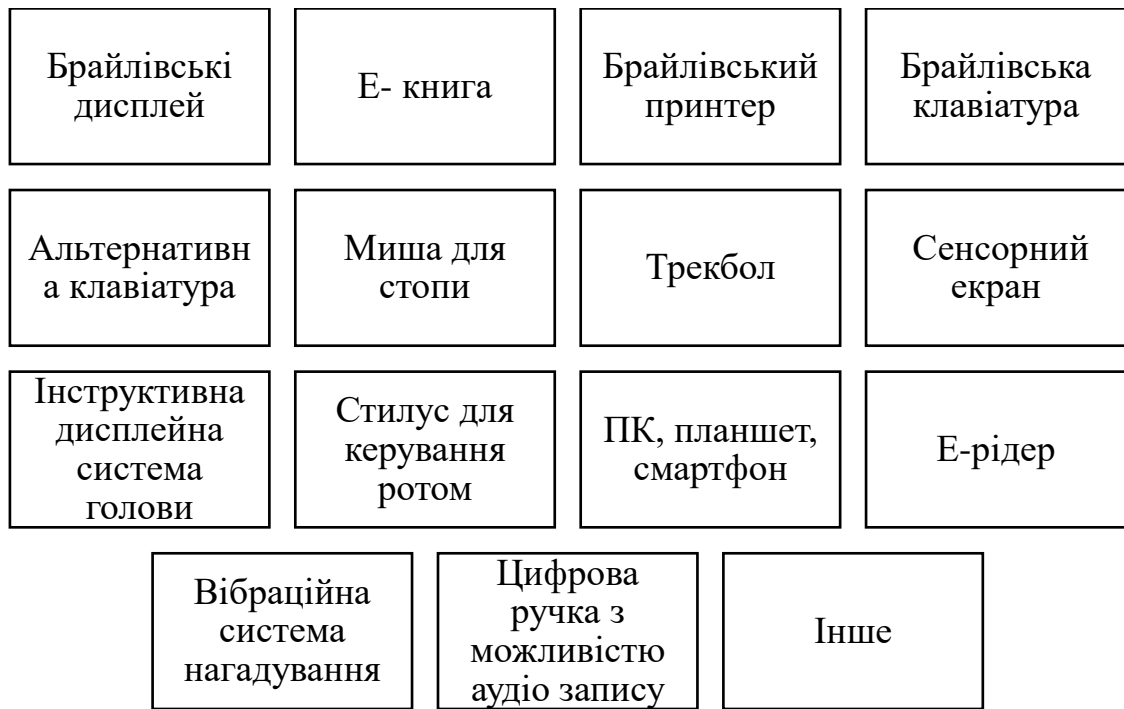 Брайлівські
дисплей
Е- книга
Брайлівський
принтер
Брайлівська
клавіатура
Альтернативн
а клавіатура
Миша для
стопи
Трекбол
Сенсорний
екран
Інструктивна
дисплейна
система
голови
Стилус для
керування
ротом
ПК, планшет,
смартфон
Е-рідер
Вібраційна
система
нагадування
Цифрова
ручка з
можливістю
аудіо запису
Інше